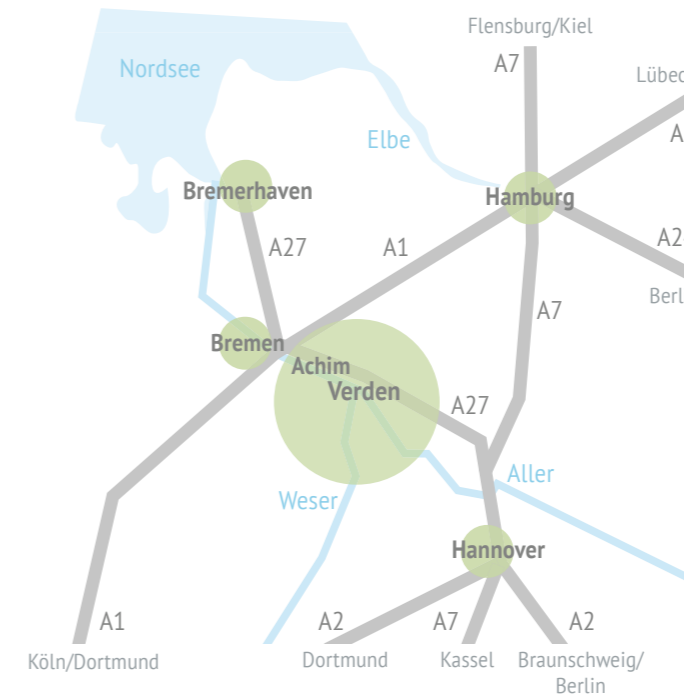 Flensburg/Kiel
Nordsee
A7
Lübec
A
Elbe
Bremerhaven
Hamburg
A27
A1
A2
Berl
A7
Bremen
Achim
Verden
A27
Aller
Weser
Hannover
A1
A2
A7
A2
Köln/Dortmund
Dortmund
Kassel
Braunschweig/
Berlin